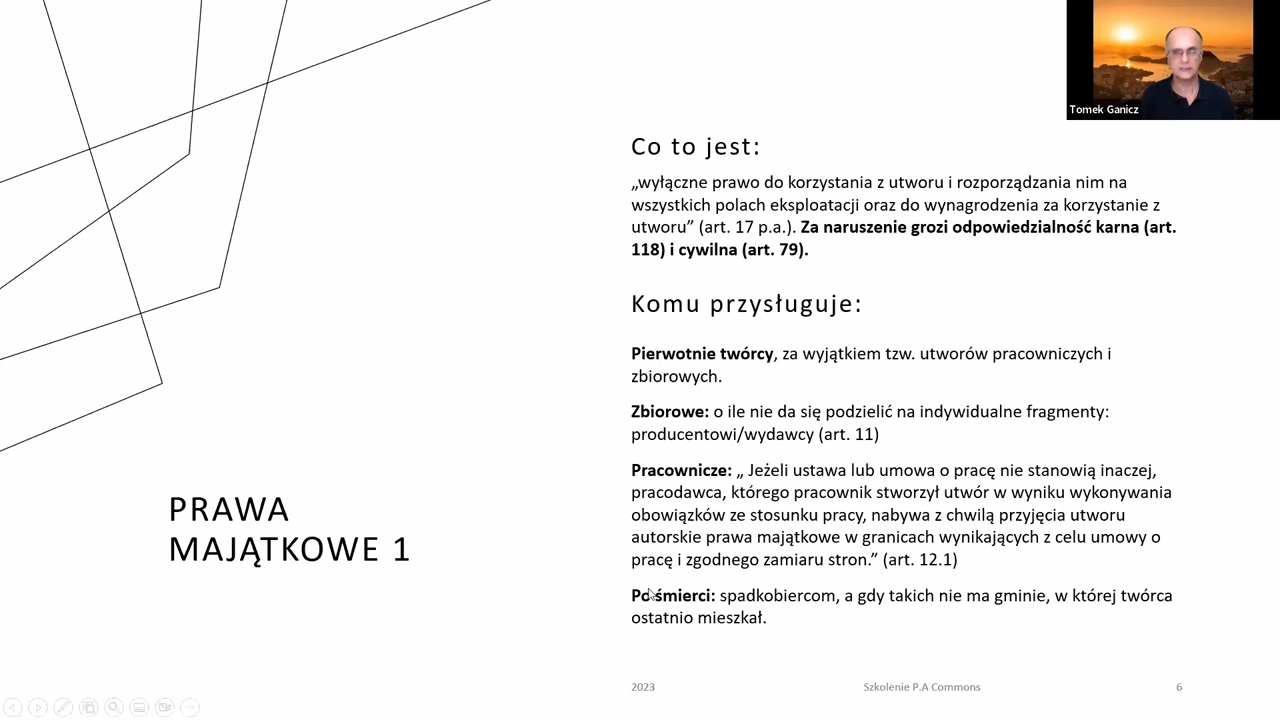 Tomek Ganicz
Co to jest:
„wyłączne prawo do korzystania z utworu i rozporządzania nim na
wszystkich polach eksploatacji oraz do wynagrodzenia za korzystanie z
utworu” (art. 17 p.a.). Za naruszenie grozi odpowiedzialność karna (art.
118) i cywilna (art. 79).
Komu przysługuje:
Pierwotnie twórcy, za wyjątkiem tzw. utworów pracowniczych i
zbiorowych.
Zbiorowe: o ile nie da się podzielić na indywidualne fragmenty:
producentowi/wydawcy (art. 11)
Pracownicze: „ Jeżeli ustawa lub umowa o pracę nie stanowią inaczej,
pracodawca, którego pracownik stworzył utwór w wyniku wykonywania
obowiązków ze stosunku pracy, nabywa z chwilą przyjęcia utworu
autorskie prawa majątkowe w granicach wynikających z celu umowy o
pracę i zgodnego zamiaru stron.” (art. 12.1)
Po śmierci: spadkobiercom, a gdy takich nie ma gminie, w której twórca
ostatnio mieszkał.
PRAWA
MAJĄTKOWE 1
2023
Szkolenie P.A Commons
6